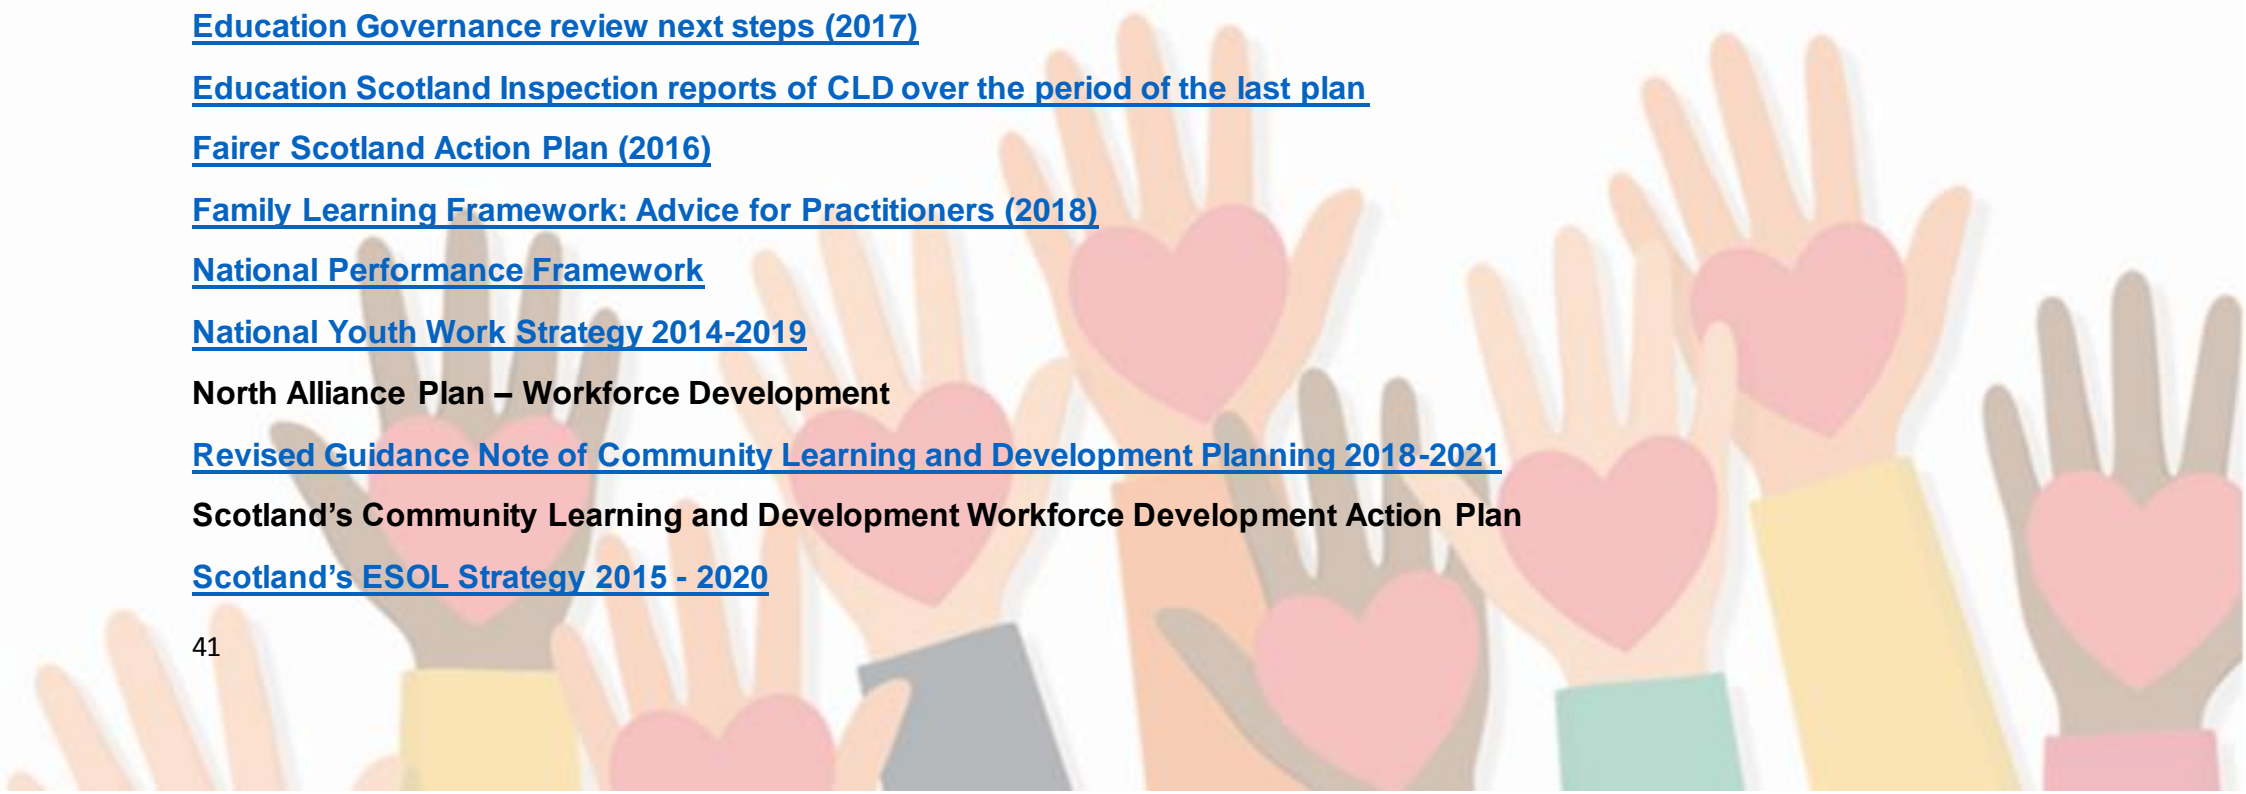 Education Governance review next steps (2017)
Education Scotland Inspection reports of CLD over the period of the last plan
Fairer Scotland Action Plan (2016)
Family Learning Framework: Advice for Practitioners (2018)
National Performance Framework
National Youth Work Strategy 2014-2019
North Alliance Plan – Workforce Development
Revised Guidance Note of Community Learning and Development Planning 2018-2021
Scotland’s Community Learning and Development Workforce Development Action Plan
Scotland’s ESOL Strategy 2015 - 2020
41